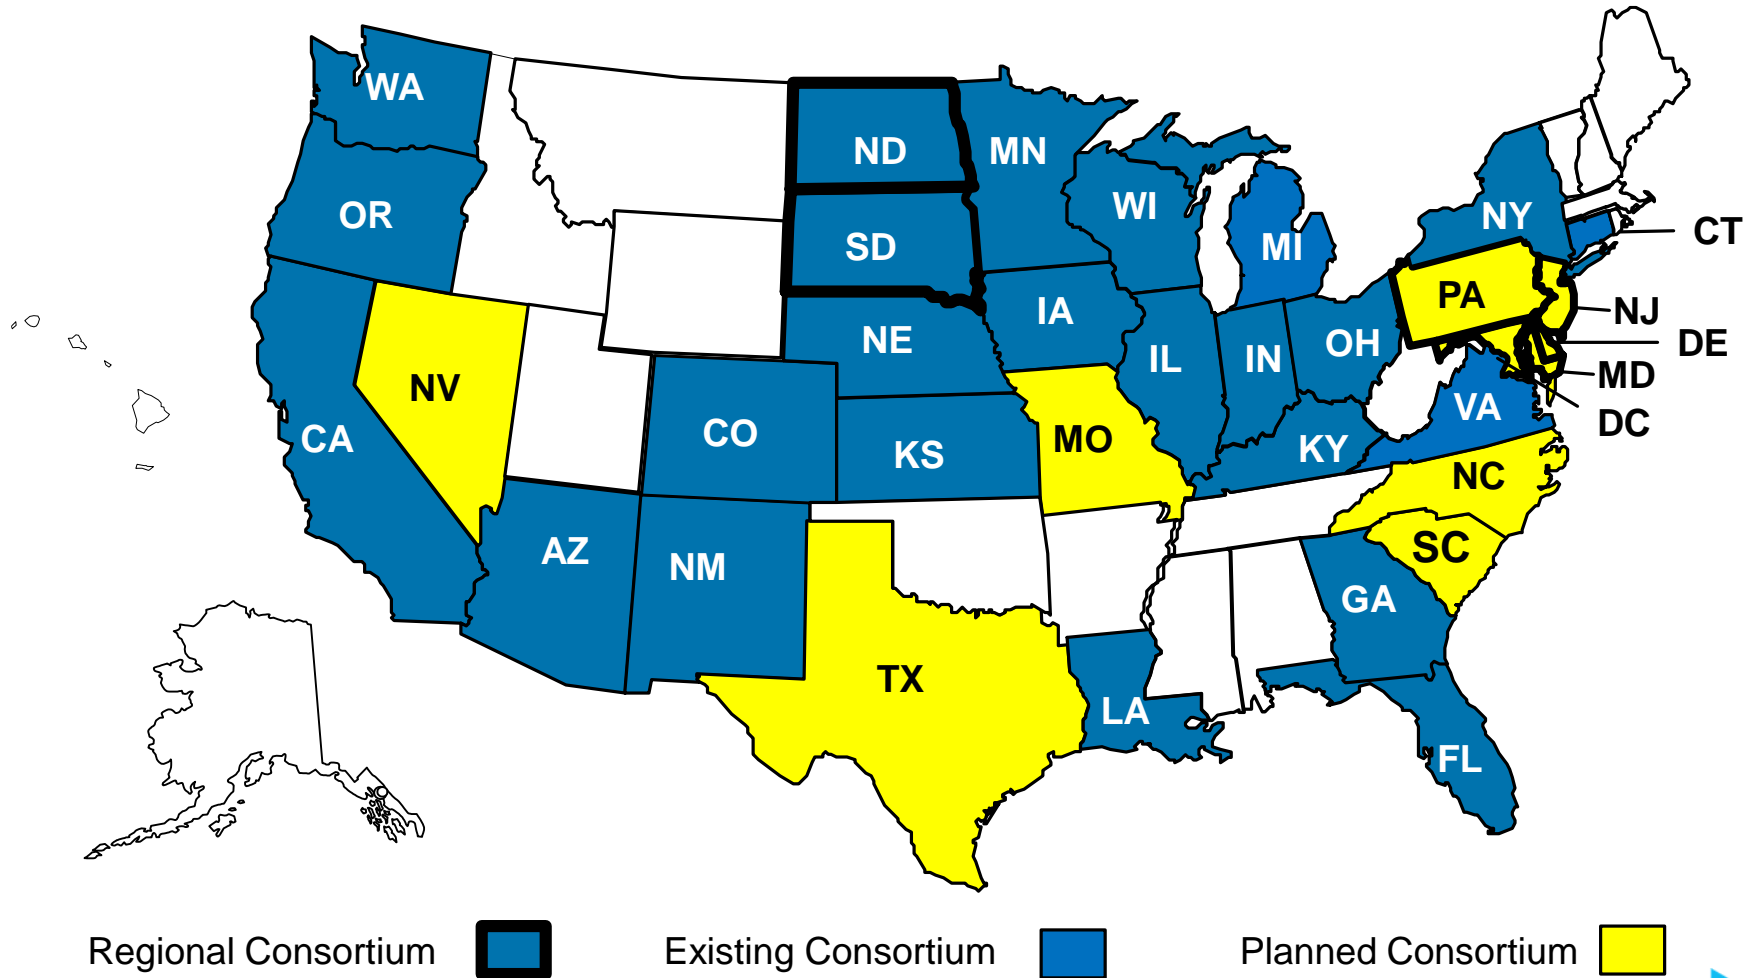 WA
ND
MN
OR
WI
NY
SD
MI
CT
PA
IA
NJ
NE
OH
DE
IL
IN
NV
MD
VA
CO
DC
CA
MO
KY
KS
NC
AZ
SC
NM
GA
TX
LA
FL
Regional Consortium
Existing Consortium
Planned Consortium